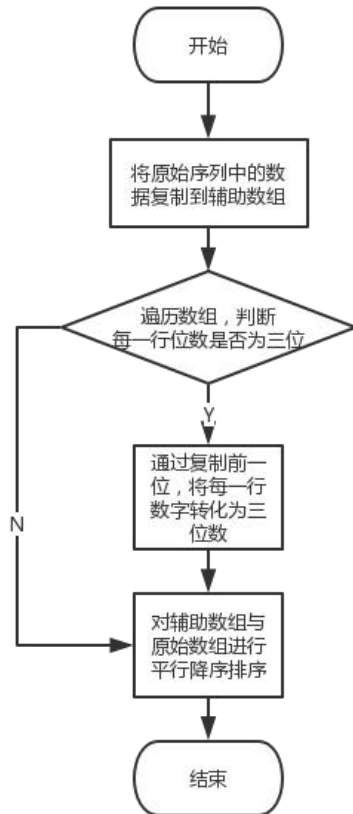 开始
将原始序列中的数
据复制到辅助数组
遍历数组，判断
每一行位数是否为三位
Y
通过复制前一
位，将每一行
数字转化为三
位数
N
对辅助数组与
原始数组进行
平行降序排序
结束